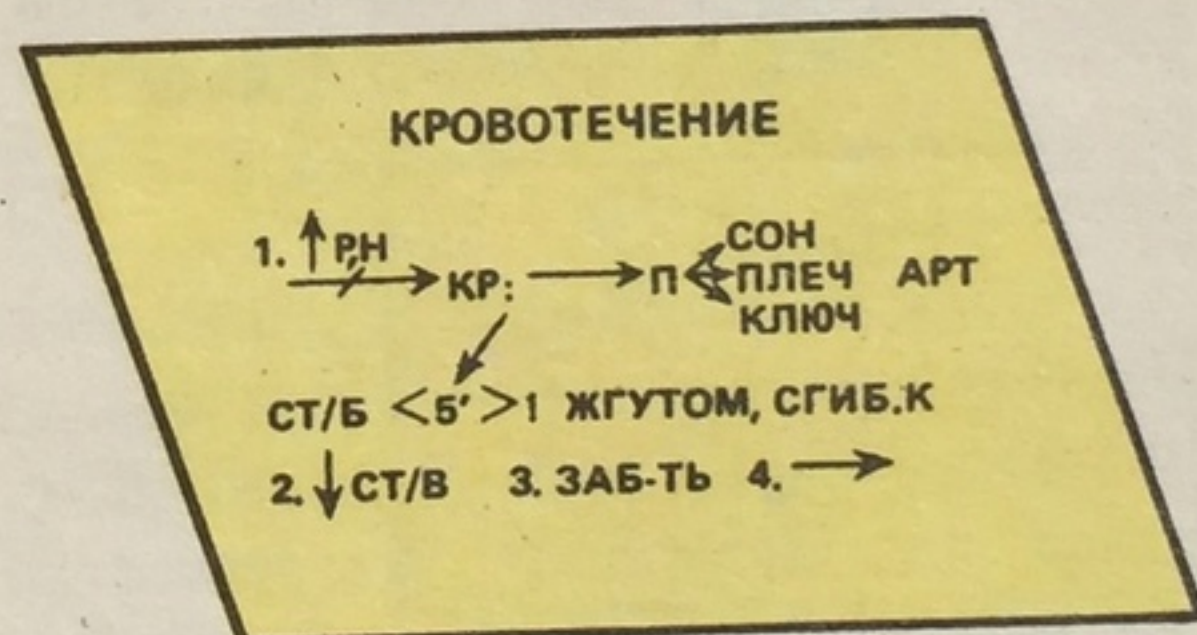 КРОВОТЕЧЕНИЕ
1. ↑ Р,Н → КР: → П СОН
ПЛЕЧ АРТ
КЛЮЧ
СТ/Б <5'>1 ЖГУТОМ, СГИБ.К
2. ↓ СТ/В 3. ЗАБ-ТЬ 4. →